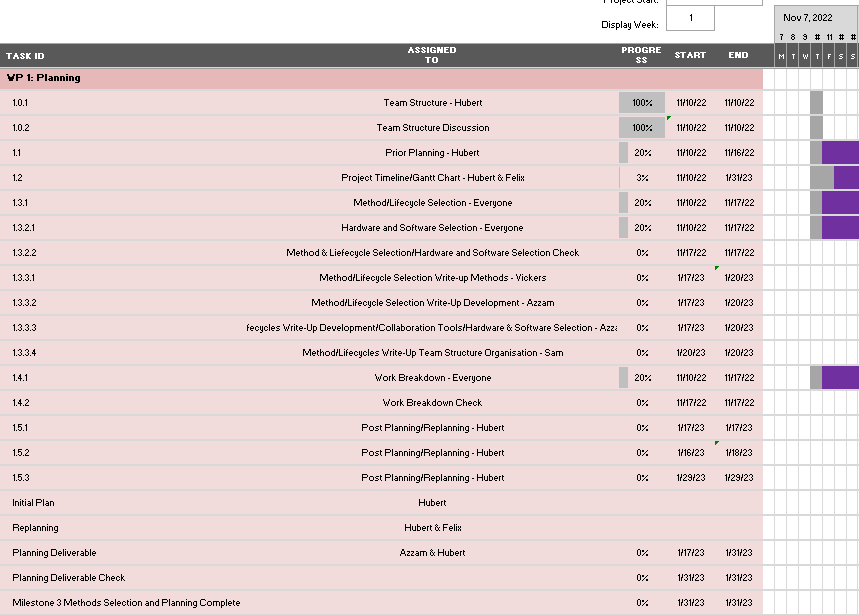 Project Start:
Display Week: 1
Nov 7, 2022
7 8 9 # 11 # #
TASK ID ASSIGNED TO PROGRESS START END M T W T F S S
WP 1: Planning
1.0.1 Team Structure - Hubert 100% 11/10/22 11/10/22
1.0.2 Team Structure Discussion 100% 11/10/22 11/10/22
1.1 Prior Planning - Hubert 20% 11/10/22 11/16/22
1.2 Project Timeline/Gantt Chart - Hubert & Felix 3% 11/10/22 1/31/23
1.3.1 Method/Lifecycle Selection - Everyone 20% 11/10/22 11/17/22
1.3.2.1 Hardware and Software Selection - Everyone 20% 11/10/22 11/17/22
1.3.2.2 Method & Liefecycle Selection/Hardware and Software Selection Check 0% 11/17/22 11/17/22
1.3.3.1 Method/Lifecycle Selection Write-up Methods - Vickers 0% 1/17/23 1/20/23
1.3.3.2 Method/Lifecycle Selection Write-Up Development - Azzam 0% 1/17/23 1/20/23
1.3.3.3 fecycles Write-Up Development/Collaboration Tools/Hardware & Software Selection - Azza 0% 1/17/23 1/20/23
1.3.3.4 Method/Lifecycles Write-Up Team Structure Organisation - Sam 0% 1/20/23 1/20/23
1.4.1 Work Breakdown - Everyone 20% 11/10/22 11/17/22
1.4.2 Work Breakdown Check 0% 11/17/22 11/17/22
1.5.1 Post Planning/Replanning - Hubert 0% 1/17/23 1/17/23
1.5.2 Post Planning/Replanning - Hubert 0% 1/16/23 1/18/23
1.5.3 Post Planning/Replanning - Hubert 0% 1/29/23 1/29/23
Initial Plan Hubert
Replanning Hubert & Felix
Planning Deliverable Azzam & Hubert 0% 1/17/23 1/31/23
Planning Deliverable Check 0% 1/31/23 1/31/23
Milestone 3 Methods Selection and Planning Complete 0% 1/31/23 1/31/23